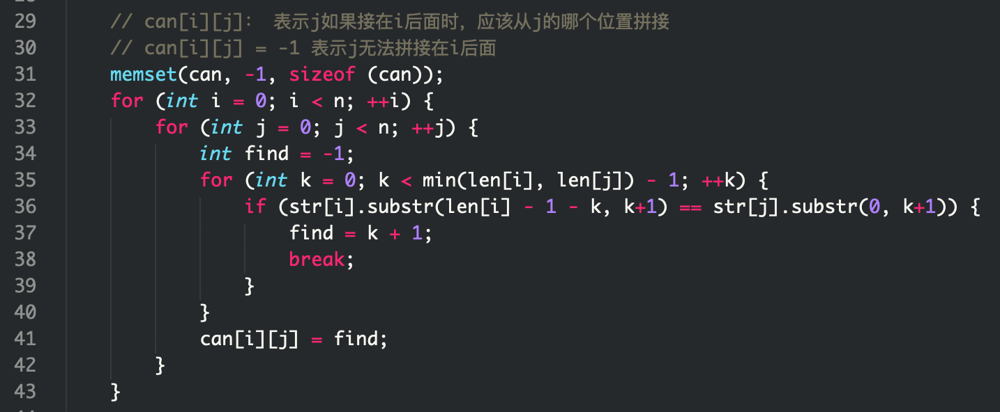 29 // can[i][j]： 表示j如果接在i后面时，应该从j的哪个位置拼接
30 // can[i][j] = -1 表示j无法拼接在i后面
31 memset(can, -1, sizeof (can));
32 for (int i = 0; i < n; ++i) {
33 for (int j = 0; j < n; ++j) {
34 int find = -1;
35 for (int k = 0; k < min(len[i], len[j]) - 1; ++k) {
36 if (str[i].substr(len[i] - 1 - k, k+1) == str[j].substr(0, k+1)) {
37 find = k + 1;
38 break;
39 }
40 }
41 can[i][j] = find;
42 }
43 }